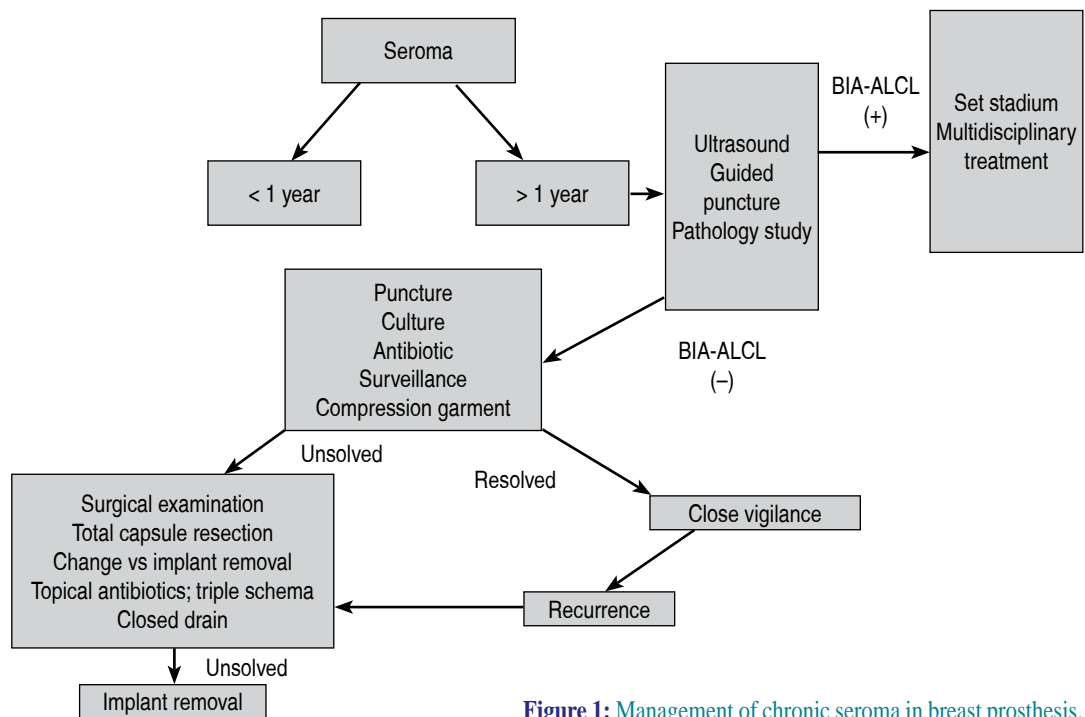 Seroma
< 1 year
> 1 year
Ultrasound
Guided
puncture
Pathology study
BIA-ALCL
(+)
Set stadium
Multidisciplinary
treatment
BIA-ALCL
(–)
Puncture
Culture
Antibiotic
Surveillance
Compression garment
Unsolved
Resolved
Surgical examination
Total capsule resection
Change vs implant removal
Topical antibiotics; triple schema
Closed drain
Close vigilance
Recurrence
Unsolved
Implant removal
Figure 1: Management of chronic seroma in breast prosthesis.